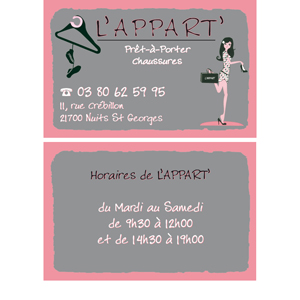 L'APPART'
Prêt-à-Porter
Chaussures
☎ 03 80 62 59 95
11, rue Crébillon
21700 Nuits St Georges
L'APPART'
Horaires de L'APPART'
du Mardi au Samedi
de 9h30 à 12h00
et de 14h30 à 19h00